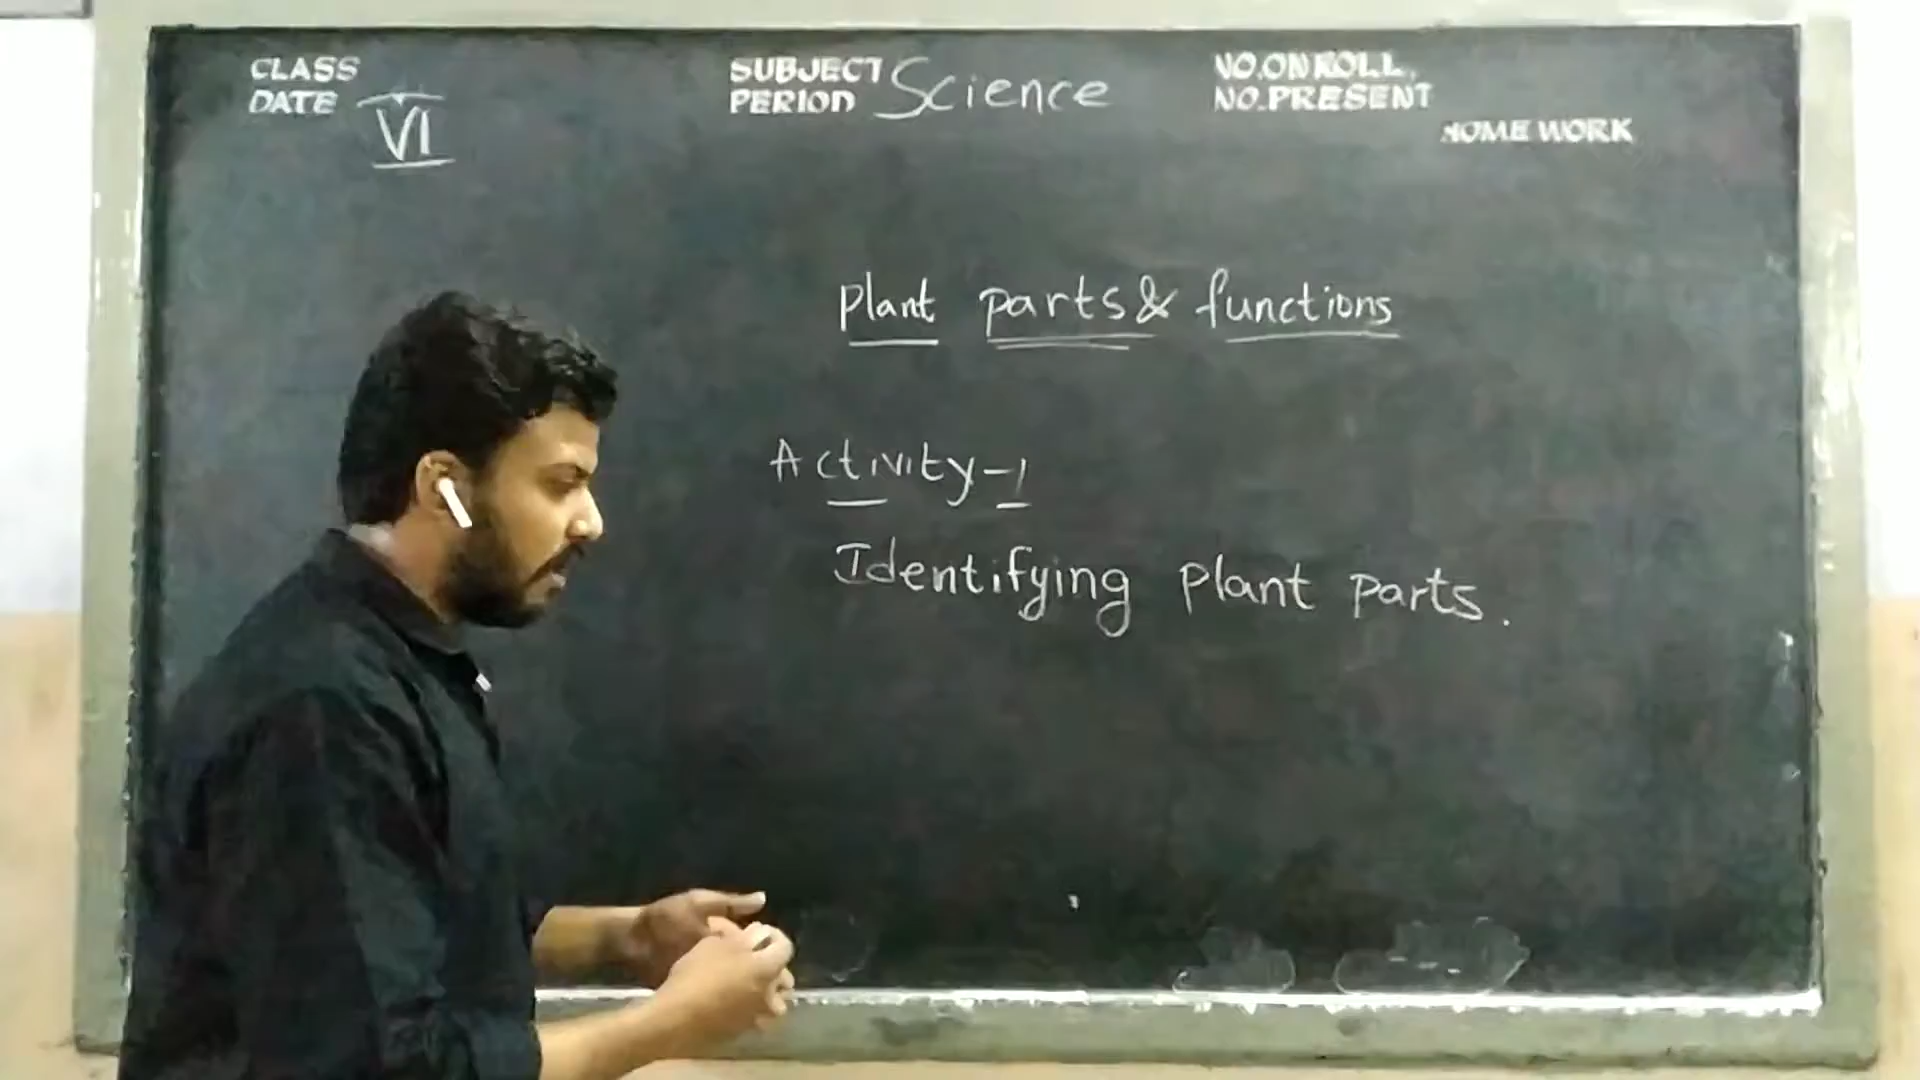 CLASS
DATE VI
SUBJECT Science
PERIOD
NO.ON ROLL.
NO.PRESENT
HOME WORK
Plant parts & functions
Activity-1
Identifying plant parts.